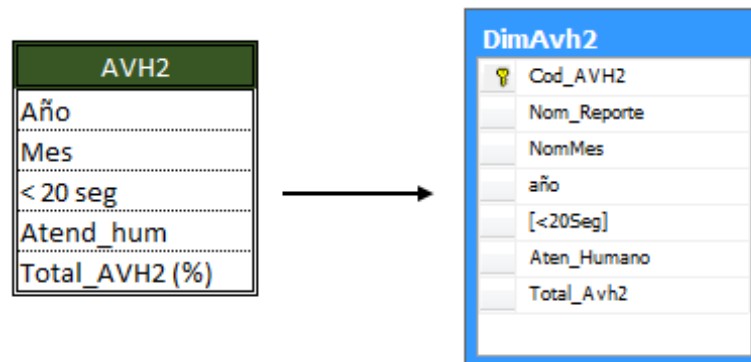 AVH2
Año
Mes
< 20 seg
Atend_hum
Total_AVH2 (%)
DimAvh2
Cod_AVH2
Nom_Reporte
NomMes
año
[<20Seg]
Aten_Humano
Total_Avh2